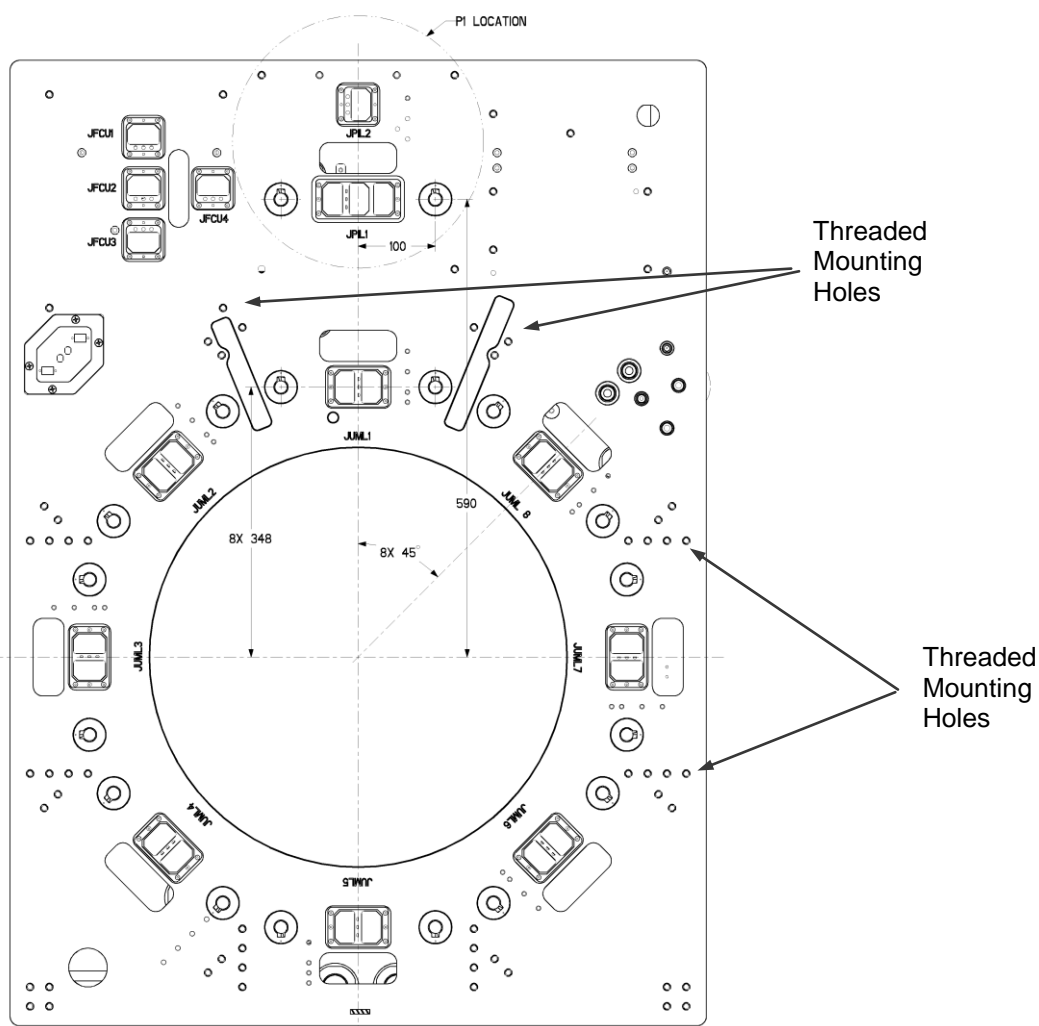 P1 LOCATION
JFCU1
JPIL2
JFCU2
JFCU4
JFCU3
JPIL1
100
Threaded
Mounting
Holes
JUML1
JUML2
JUML 8
590
8X 348
8X 45°
JUML3
JUML7
Threaded
Mounting
Holes
JUML4
JUML6
JUML5